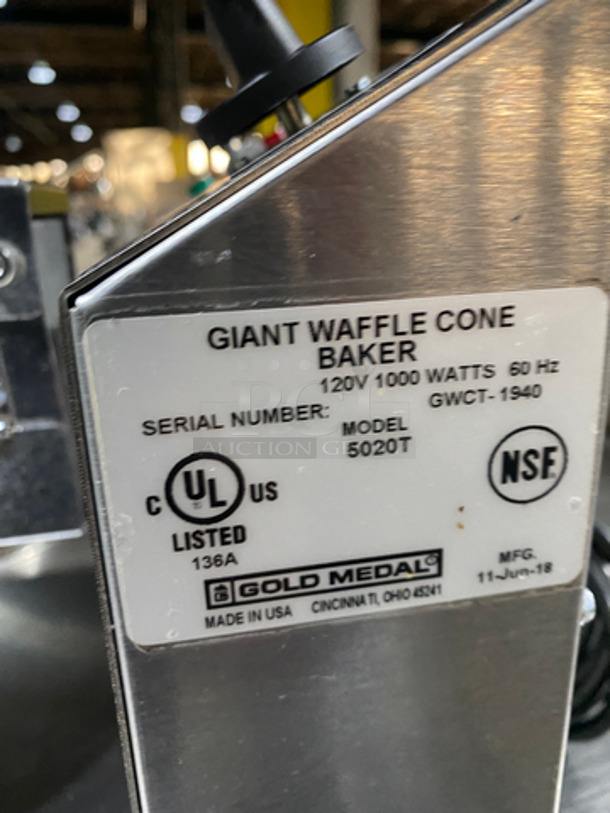 GIANT WAFFLE CONE
BAKER
120V 1000 WATTS 60 Hz
SERIAL NUMBER: GWCT- 1940
MODEL
5020T
AUCTION
C UL US
LISTED
136A
NSF
GOLD MEDAL
MFG.
11-Jun-18
MADE IN USA CINCINNATI, OHIO 45241